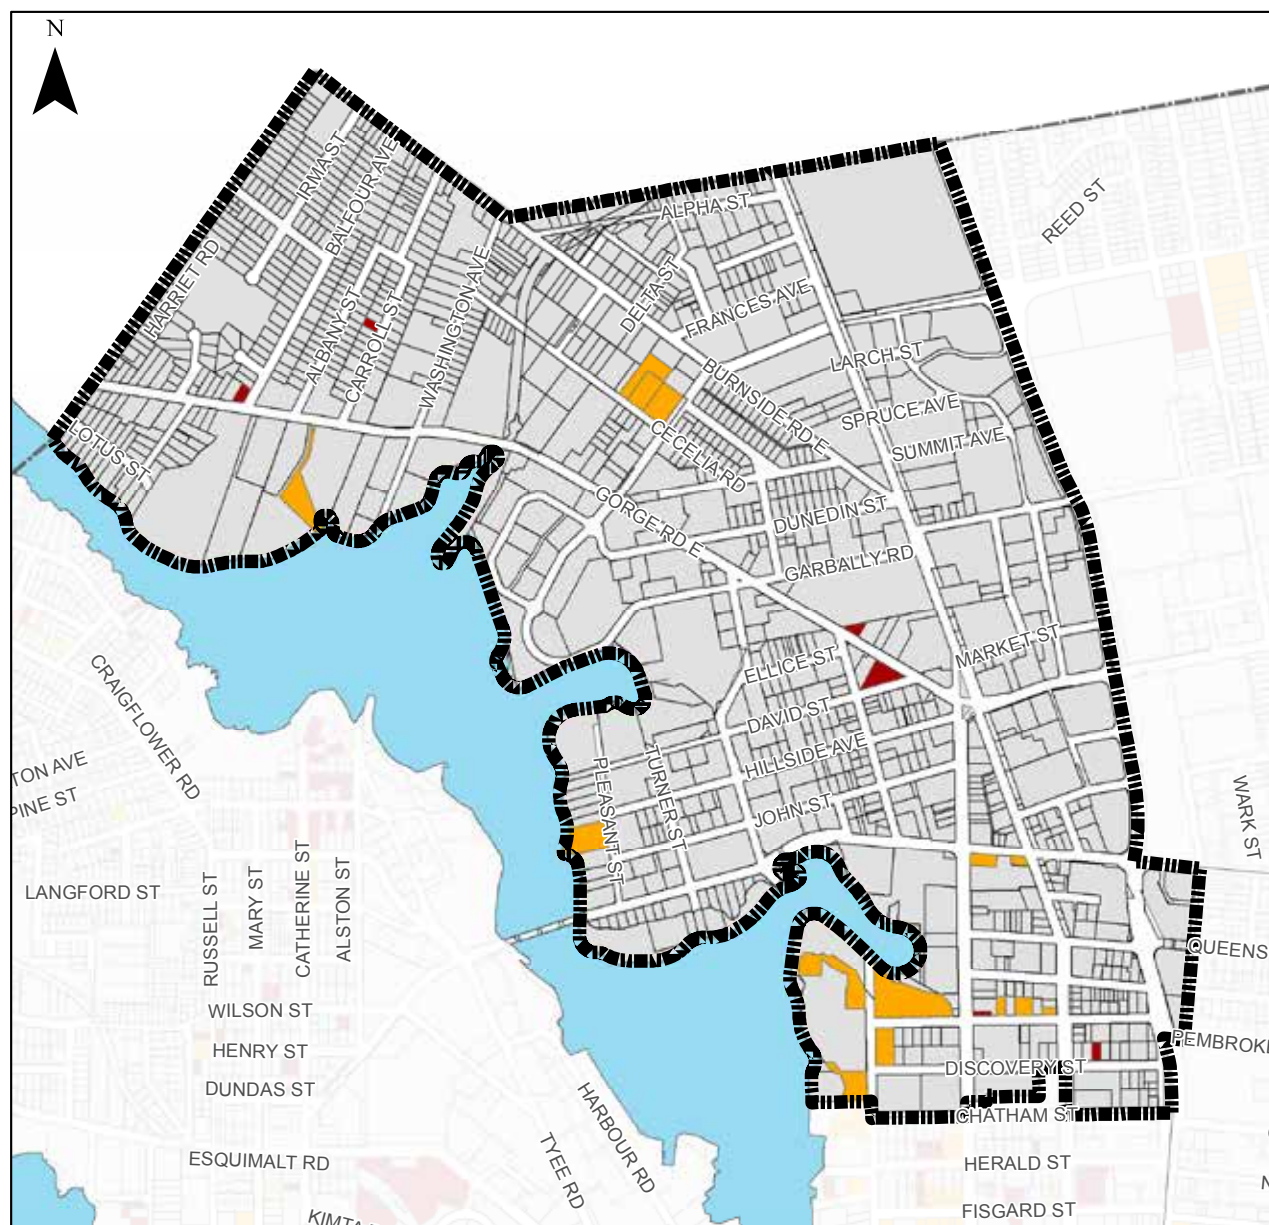 N
IRMA ST
BALFOUR AVE
ALPHA ST
REED ST
HARRIET RD
DELTA ST
WASHINGTON AVE
FRANCES AVE
ALBANY ST
CARROLL ST
LARCH ST
BURNSIDE RD E
SPRUCE AVE
SUMMIT AVE
LOTUS ST
CECELIA RD
GORGE RD E
DUNEDIN ST
GARBALLY RD
MARKET ST
ELLICE ST
CRAIGFLOWER RD
DAVID ST
HILLSIDE AVE
TON AVE
PINE ST
PLEASANT ST
TURNER ST
JOHN ST
WARK ST
LANGFORD ST
RUSSELL ST
MARY ST
CATHERINE ST
ALSTON ST
QUEENS
WILSON ST
HENRY ST
PEMBROKE
DISCOVERY ST
DUNDAS ST
CHATHAM ST
HARBOUR RD
TYEE RD
ESQUIMALT RD
HERALD ST
FISGARD ST